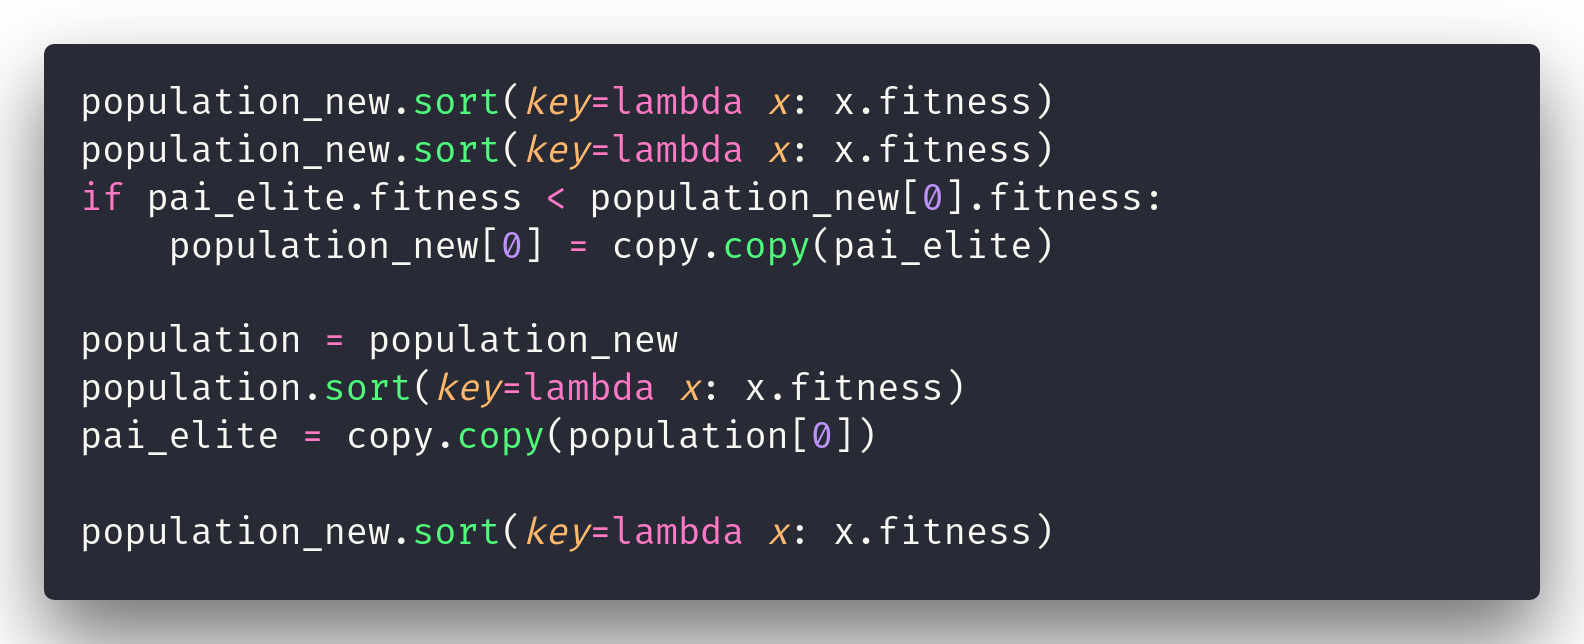 population_new.sort(key=lambda x: x.fitness)
population_new.sort(key=lambda x: x.fitness)
if pai_elite.fitness < population_new[0].fitness:
    population_new[0] = copy.copy(pai_elite)

population = population_new
population.sort(key=lambda x: x.fitness)
pai_elite = copy.copy(population[0])

population_new.sort(key=lambda x: x.fitness)